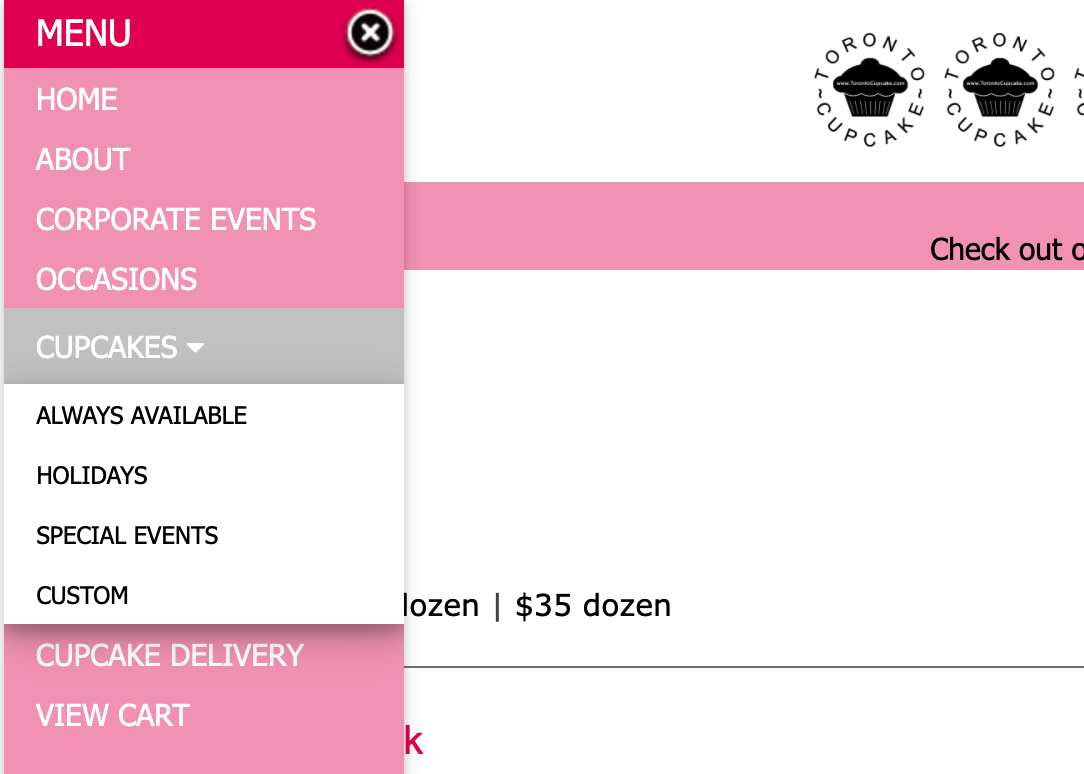 MENU
HOME
ABOUT
CORPORATE EVENTS
OCCASIONS
CUPCAKES
ALWAYS AVAILABLE
HOLIDAYS
SPECIAL EVENTS
CUSTOM
CUPCAKE DELIVERY
VIEW CART
TORONTO
www.TorontoCupcake.com
~CUPCAKE~
TORONTO
www.TorontoCupcake.com
~CUPCAKE~
Check out
dozen | $35 dozen
k